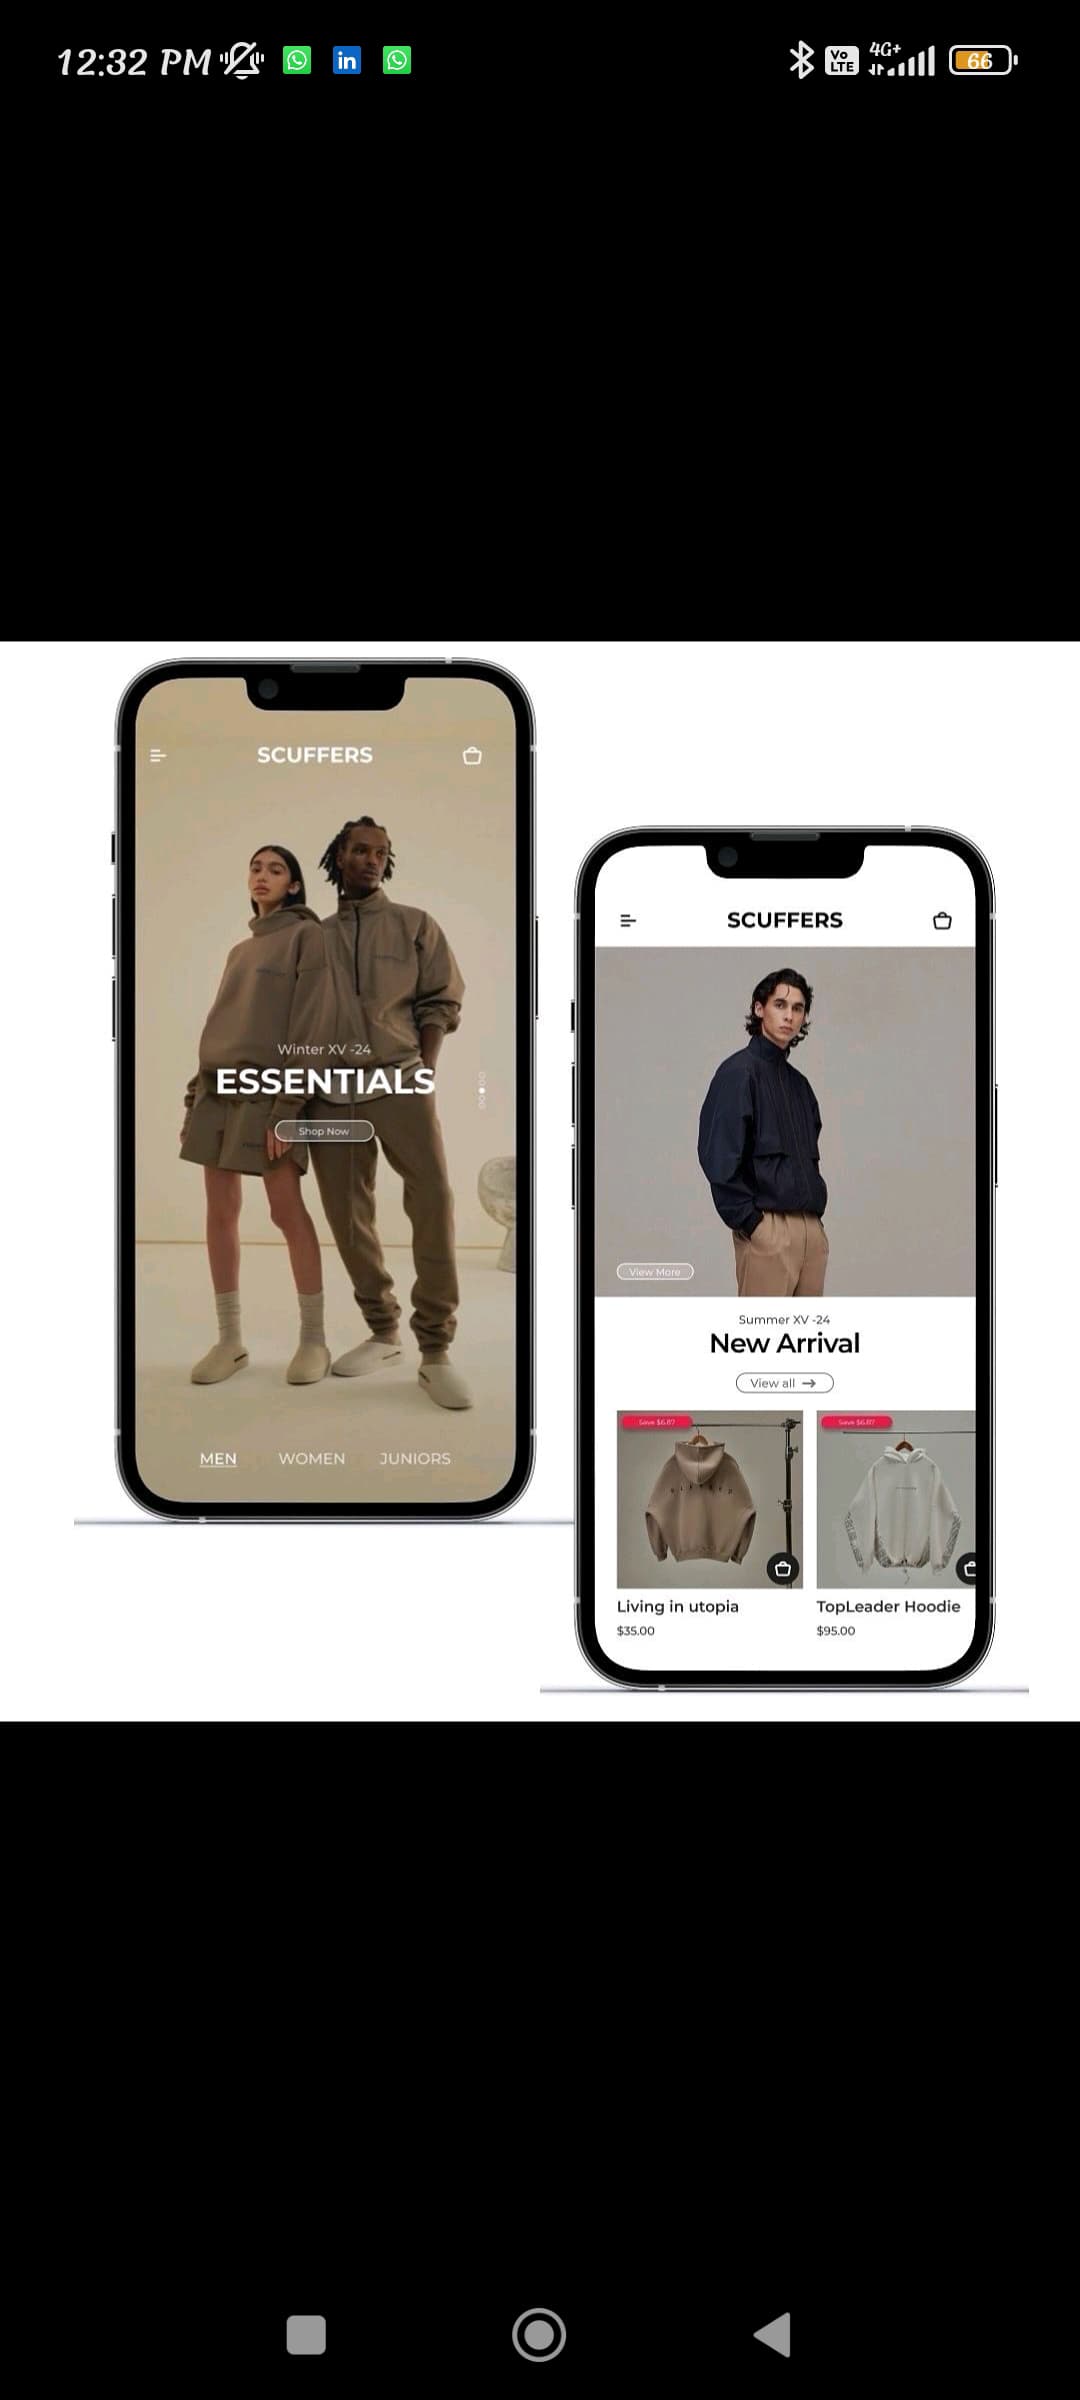 12:32 PM
Vo LTE
4G+
66
SCUFFERS
Winter XV -24
ESSENTIALS
Shop Now
MEN WOMEN JUNIORS
SCUFFERS
View More
Summer XV -24
New Arrival
View all →
Save $6.87 Save $6.87
Living in utopia TopLeader Hoodie
$35.00 $95.00